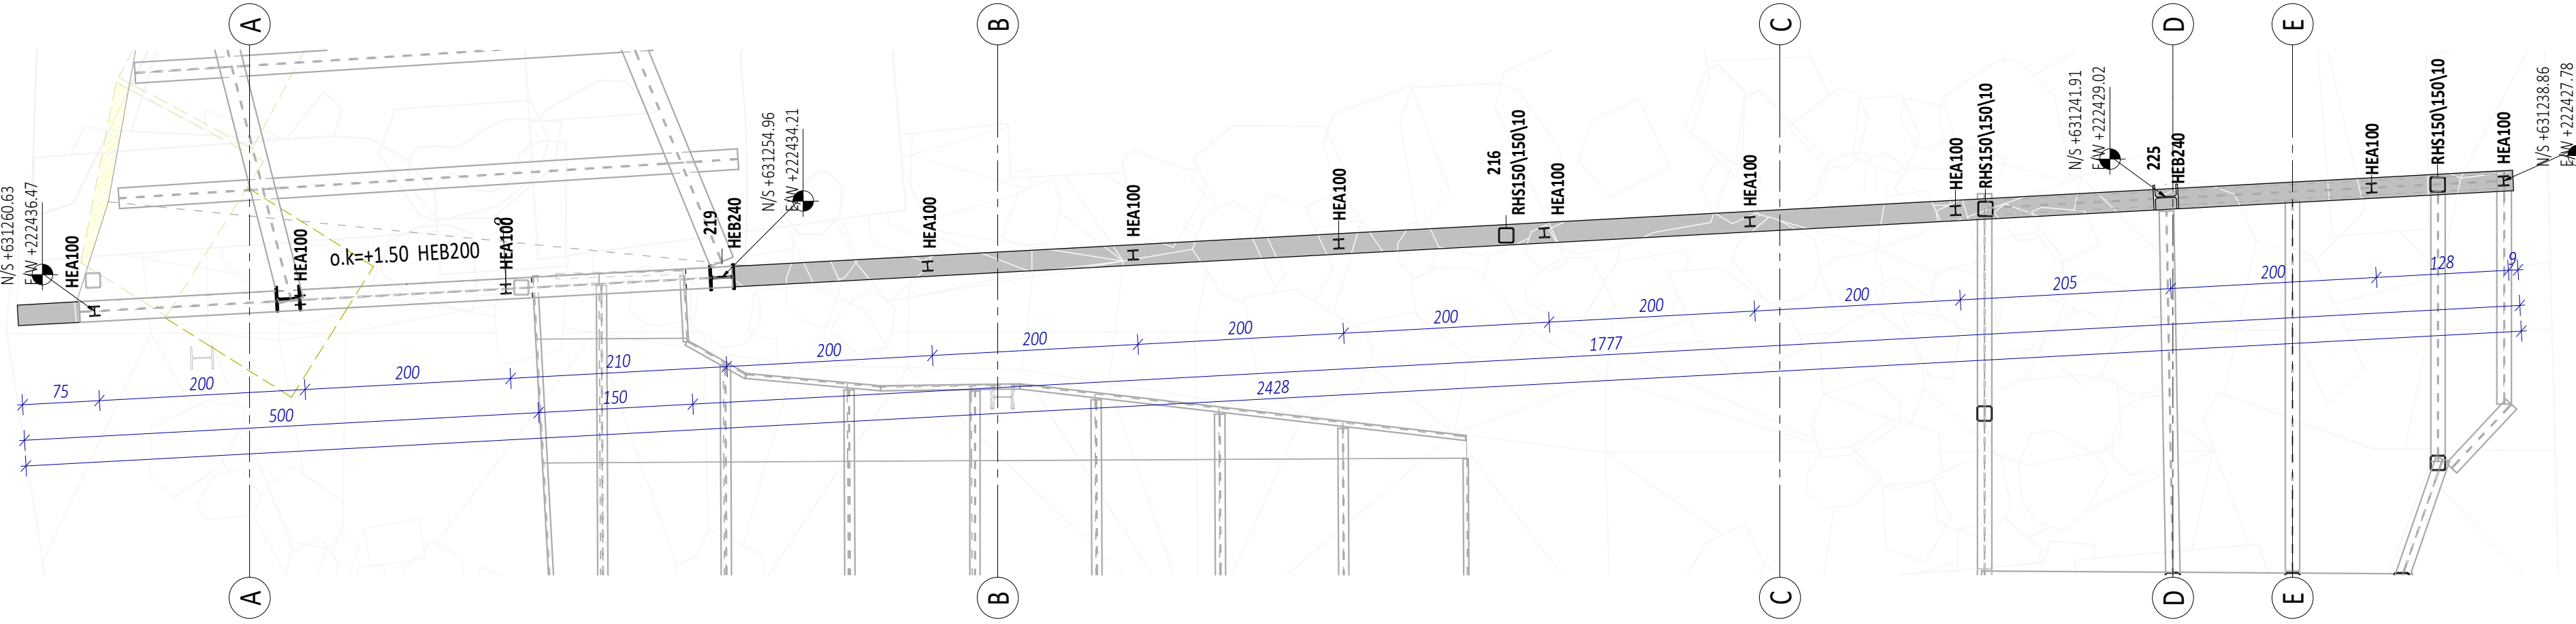 A
B
C
D
E
N/S +631260.63
E/W +222436.47
HEA100
HEA100
o.k=+1.50 HEB200
HEA100
219
HEB240
N/S +631254.96
E/W +222434.21
HEA100
HEA100
HEA100
216
RHS150\150\10
HEA100
HEA100
HEA100
RHS150\150\10
N/S +631241.91
E/W +222429.02
225
HEB240
HEA100
RHS150\150\10
HEA100
N/S +631238.86
E/W +222427.78
75
200
200
210
200
200
200
200
200
200
205
200
128
9
500
150
1777
2428
A
B
C
D
E